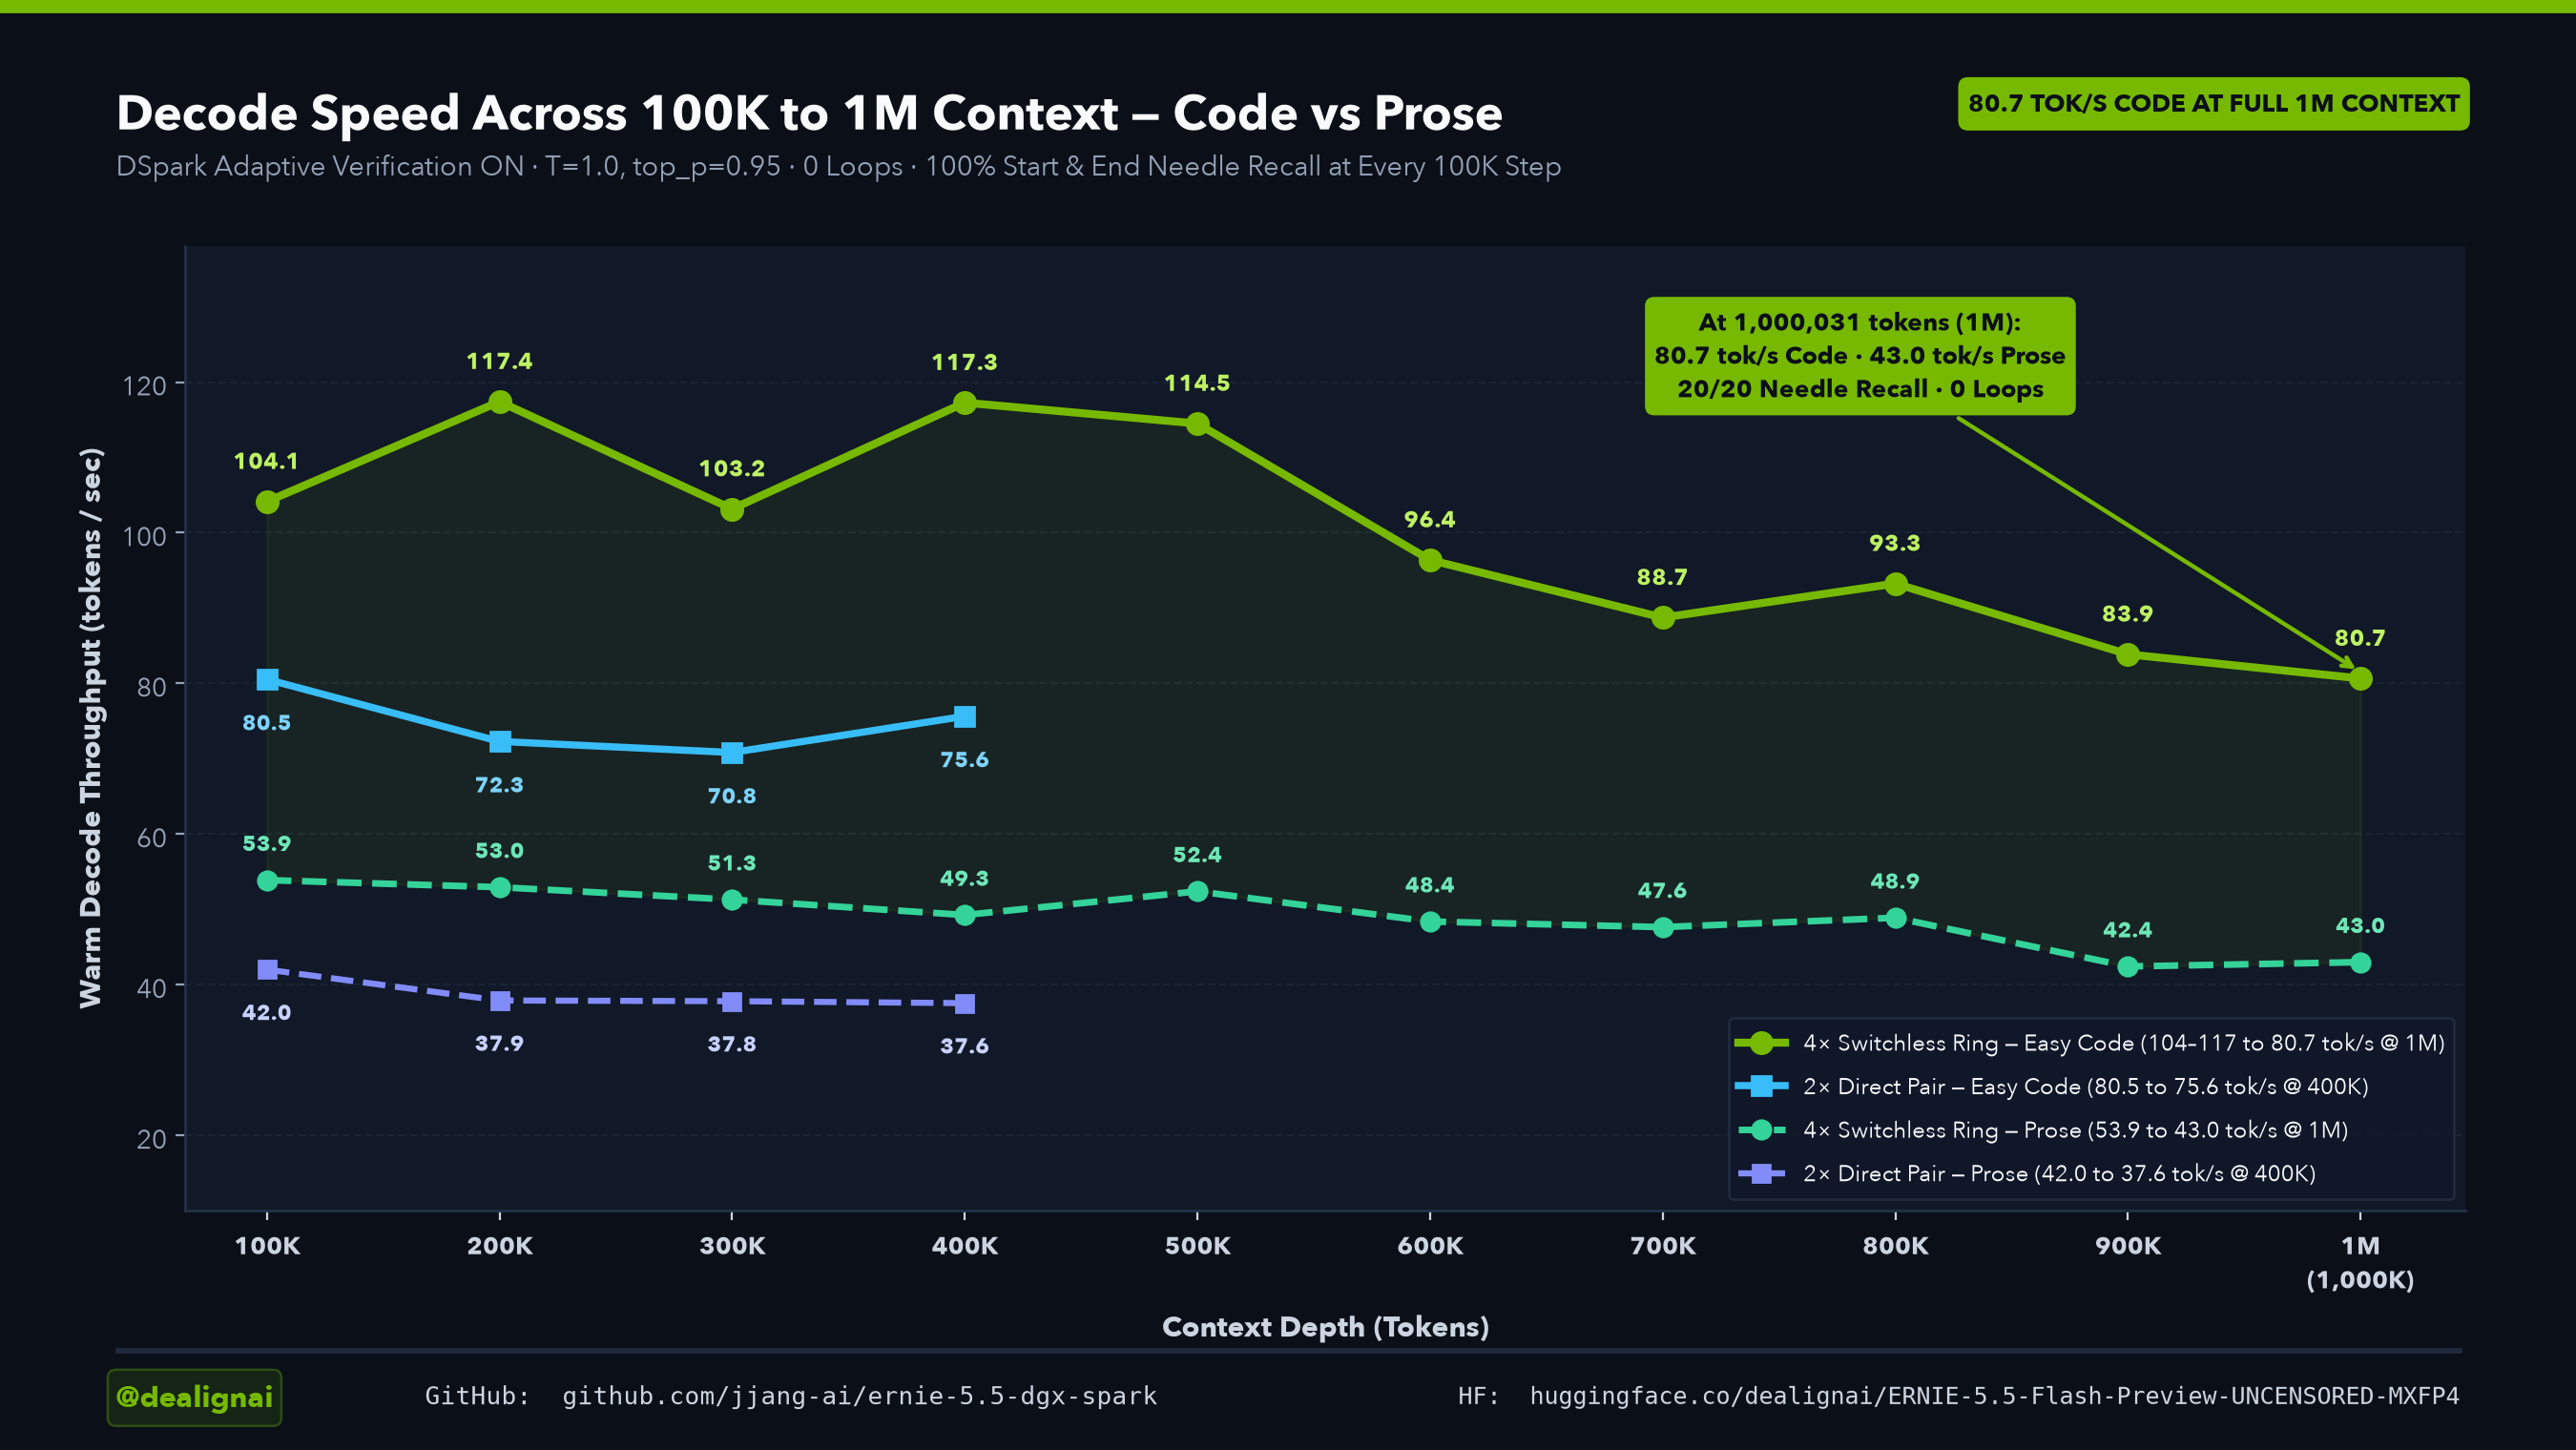 Decode Speed Across 100K to 1M Context – Code vs Prose
80.7 TOK/S CODE AT FULL 1M CONTEXT
DSpark Adaptive Verification ON · T=1.0, top_p=0.95 · 0 Loops · 100% Start & End Needle Recall at Every 100K Step
Warm Decode Throughput (tokens / sec)
120
100
80
60
40
20
At 1,000,031 tokens (1M):
80.7 tok/s Code · 43.0 tok/s Prose
20/20 Needle Recall · 0 Loops
104.1
117.4
103.2
117.3
114.5
96.4
88.7
93.3
83.9
80.7
80.5
72.3
70.8
75.6
53.9
53.0
51.3
49.3
52.4
48.4
47.6
48.9
42.4
43.0
42.0
37.9
37.8
37.6
4× Switchless Ring – Easy Code (104–117 to 80.7 tok/s @ 1M)
2× Direct Pair – Easy Code (80.5 to 75.6 tok/s @ 400K)
4× Switchless Ring – Prose (53.9 to 43.0 tok/s @ 1M)
2× Direct Pair – Prose (42.0 to 37.6 tok/s @ 400K)
100K
200K
300K
400K
500K
600K
700K
800K
900K
1M
(1,000K)
Context Depth (Tokens)
@dealignai
GitHub: github.com/jjang-ai/ernie-5.5-dgx-spark
HF: huggingface.co/dealignai/ERNIE-5.5-Flash-Preview-UNCENSORED-MXFP4